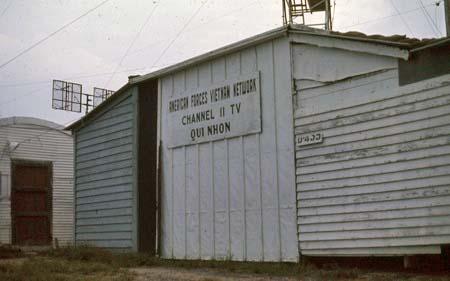 AMERICAN FORCES VIETNAM NETWORK
CHANNEL 11 TV
QUI NHON